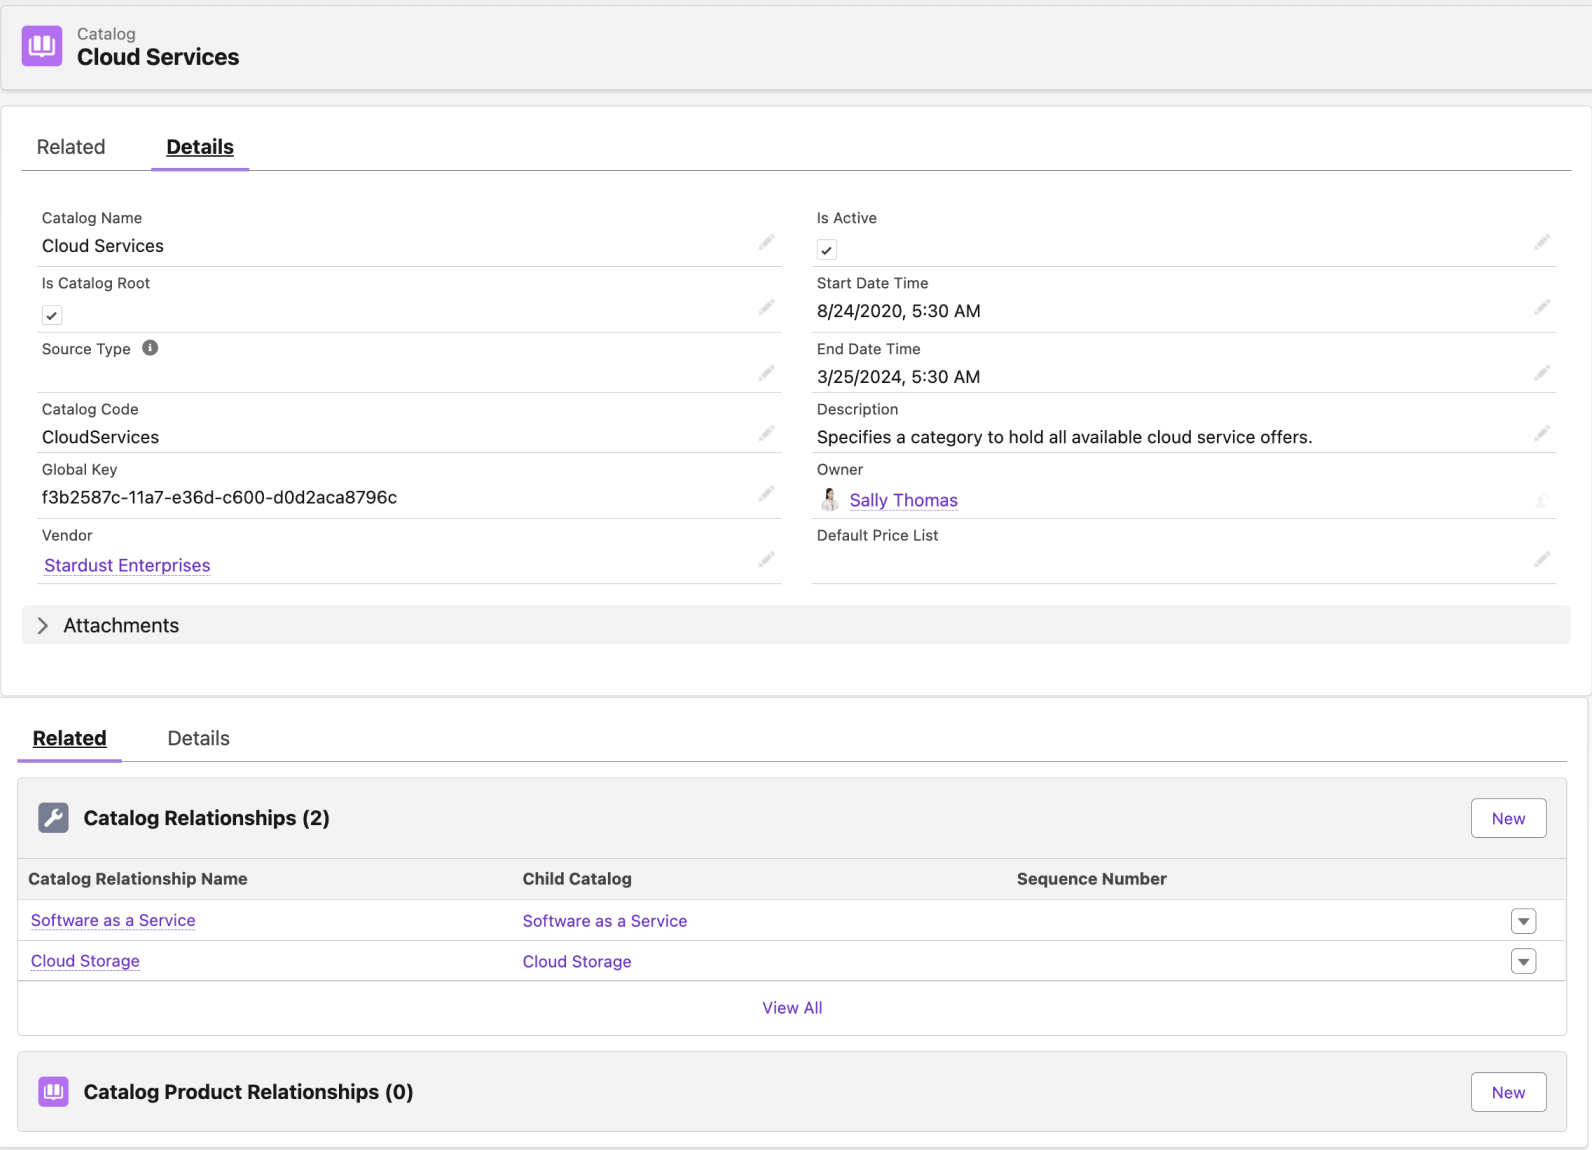 Catalog
Cloud Services
Related Details
Catalog Name
Cloud Services
Is Active
Is Catalog Root
Start Date Time
8/24/2020, 5:30 AM
Source Type
End Date Time
3/25/2024, 5:30 AM
Catalog Code
CloudServices
Description
Specifies a category to hold all available cloud service offers.
Global Key
f3b2587c-11a7-e36d-c600-d0d2aca8796c
Owner
Sally Thomas
Vendor
Stardust Enterprises
Default Price List
Attachments
Related Details
Catalog Relationships (2) New
Catalog Relationship Name Child Catalog Sequence Number
Software as a Service Software as a Service
Cloud Storage Cloud Storage
View All
Catalog Product Relationships (0) New